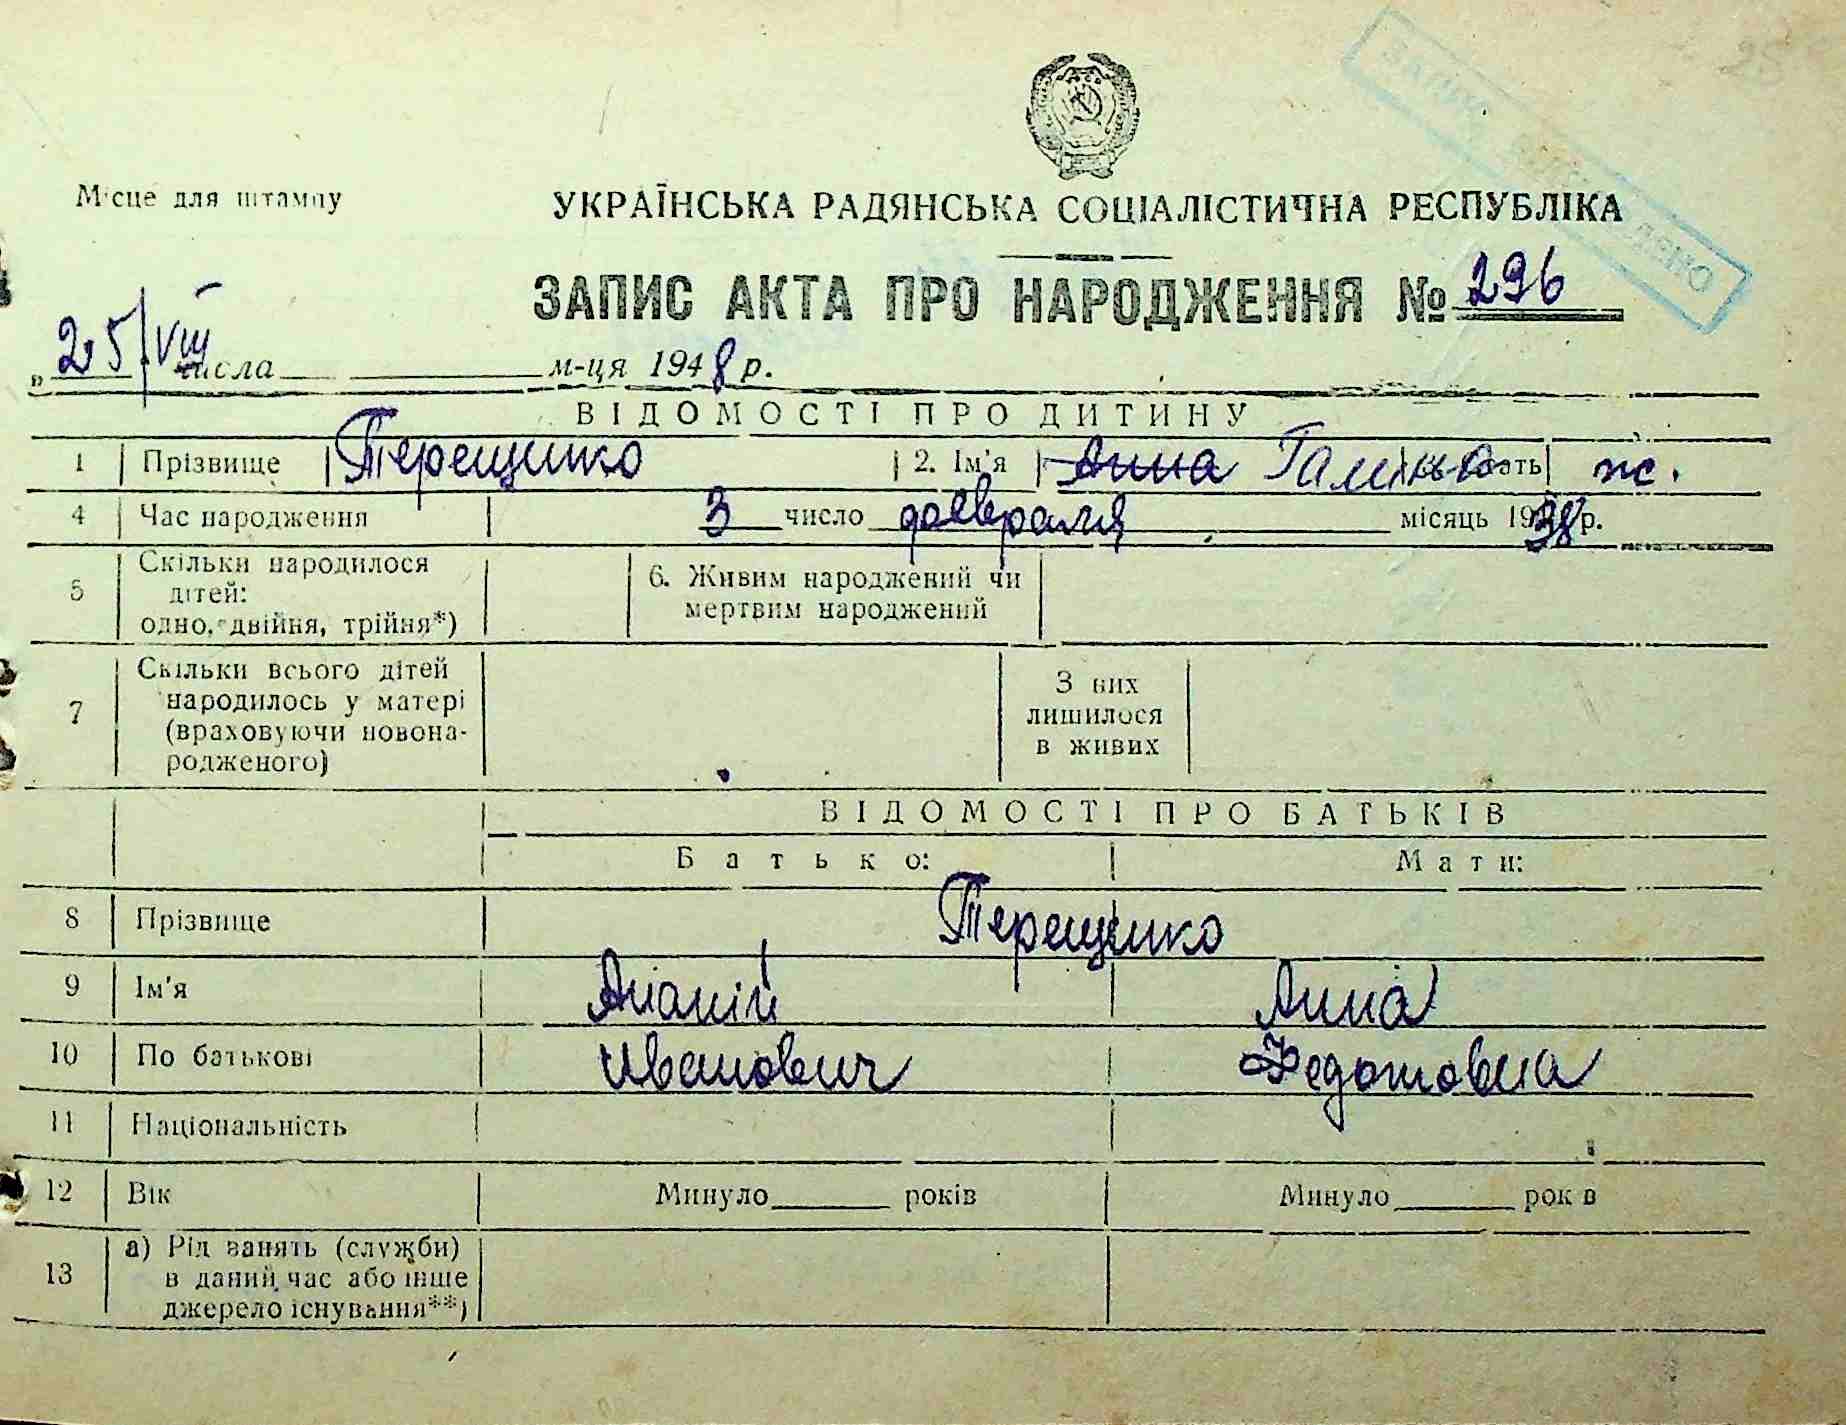 ЗАПИС ВІДНОВЛЕНО
Місце для штампу
УКРАЇНСЬКА РАДЯНСЬКА СОЦІАЛІСТИЧНА РЕСПУБЛІКА
ЗАПИС АКТА ПРО НАРОДЖЕННЯ № 296
„ 25/VIII числа м-ця 1948 р.
ВІДОМОСТІ ПРО ДИТИНУ
1 Прізвище Терещенко 2. Ім'я Анна ж.
4 Час народження 3 число февраля місяць 1938 р.
5 Скільки народилося дітей: одно, двійня, трійня*) 6. Живим народжений чи мертвим народжений
7 Скільки всього дітей народилось у матері (враховуючи новонародженого) З них лишилося в живих
ВІДОМОСТІ ПРО БАТЬКІВ
Батько: Мати:
8 Прізвище Терещенко
9 Ім'я Ананій Анна
10 По батькові Иванович Федотовна
11 Національність
12 Вік Минуло років Минуло рок в
13 а) Рід занять (служби) в даний час або інше джерело існування**)